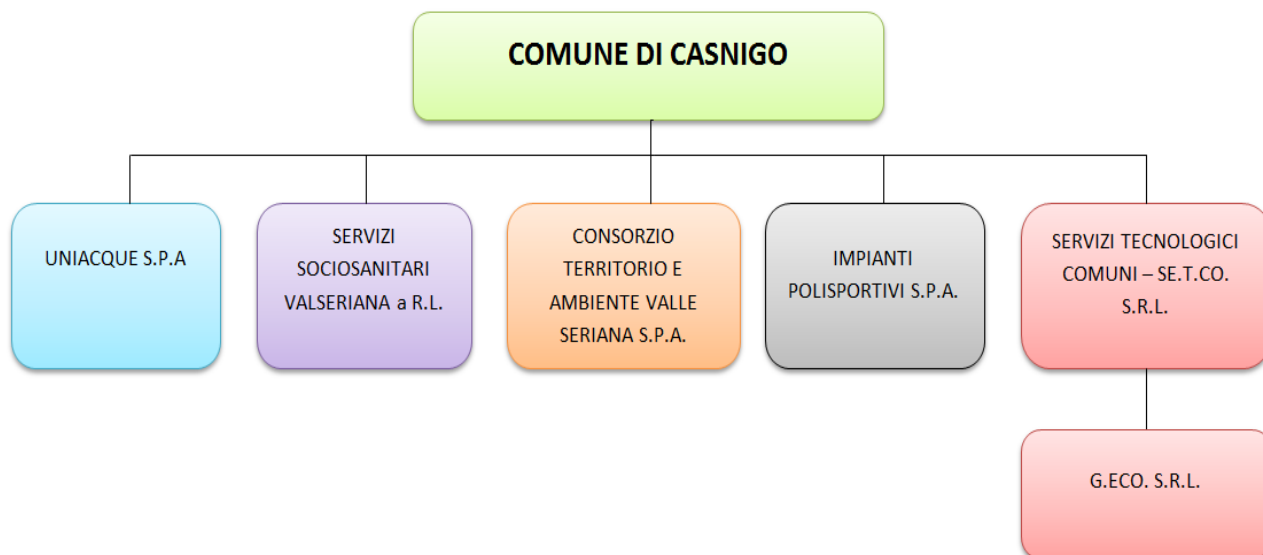 COMUNE DI CASNIGO
UNIACQUE S.P.A
SERVIZI
SOCIOSANITARI
VALSERIANA a R.L.
CONSORZIO
TERRITORIO E
AMBIENTE VALLE
SERIANA S.P.A.
IMPIANTI
POLISPORTIVI S.P.A.
SERVIZI TECNOLOGICI
COMUNI – SE.T.CO.
S.R.L.
G.ECO. S.R.L.